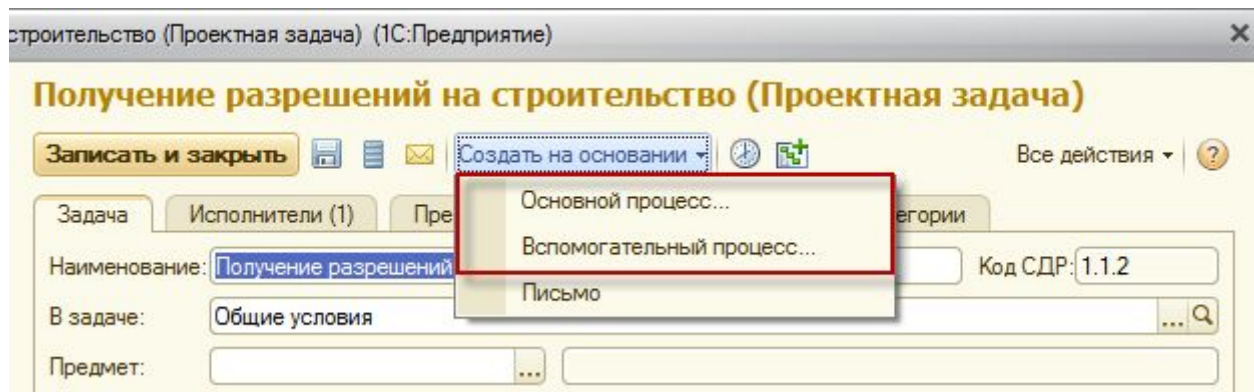 строительство (Проектная задача) (1С:Предприятие)
Получение разрешений на строительство (Проектная задача)
Записать и закрыть Создать на основании Все действия ?
Основной процесс...
Задача Исполнители (1) Пре егории
Вспомогательный процесс...
Наименование: Получение разрешений Код СДР: 1.1.2
Письмо
В задаче: Общие условия ...
Предмет: ...